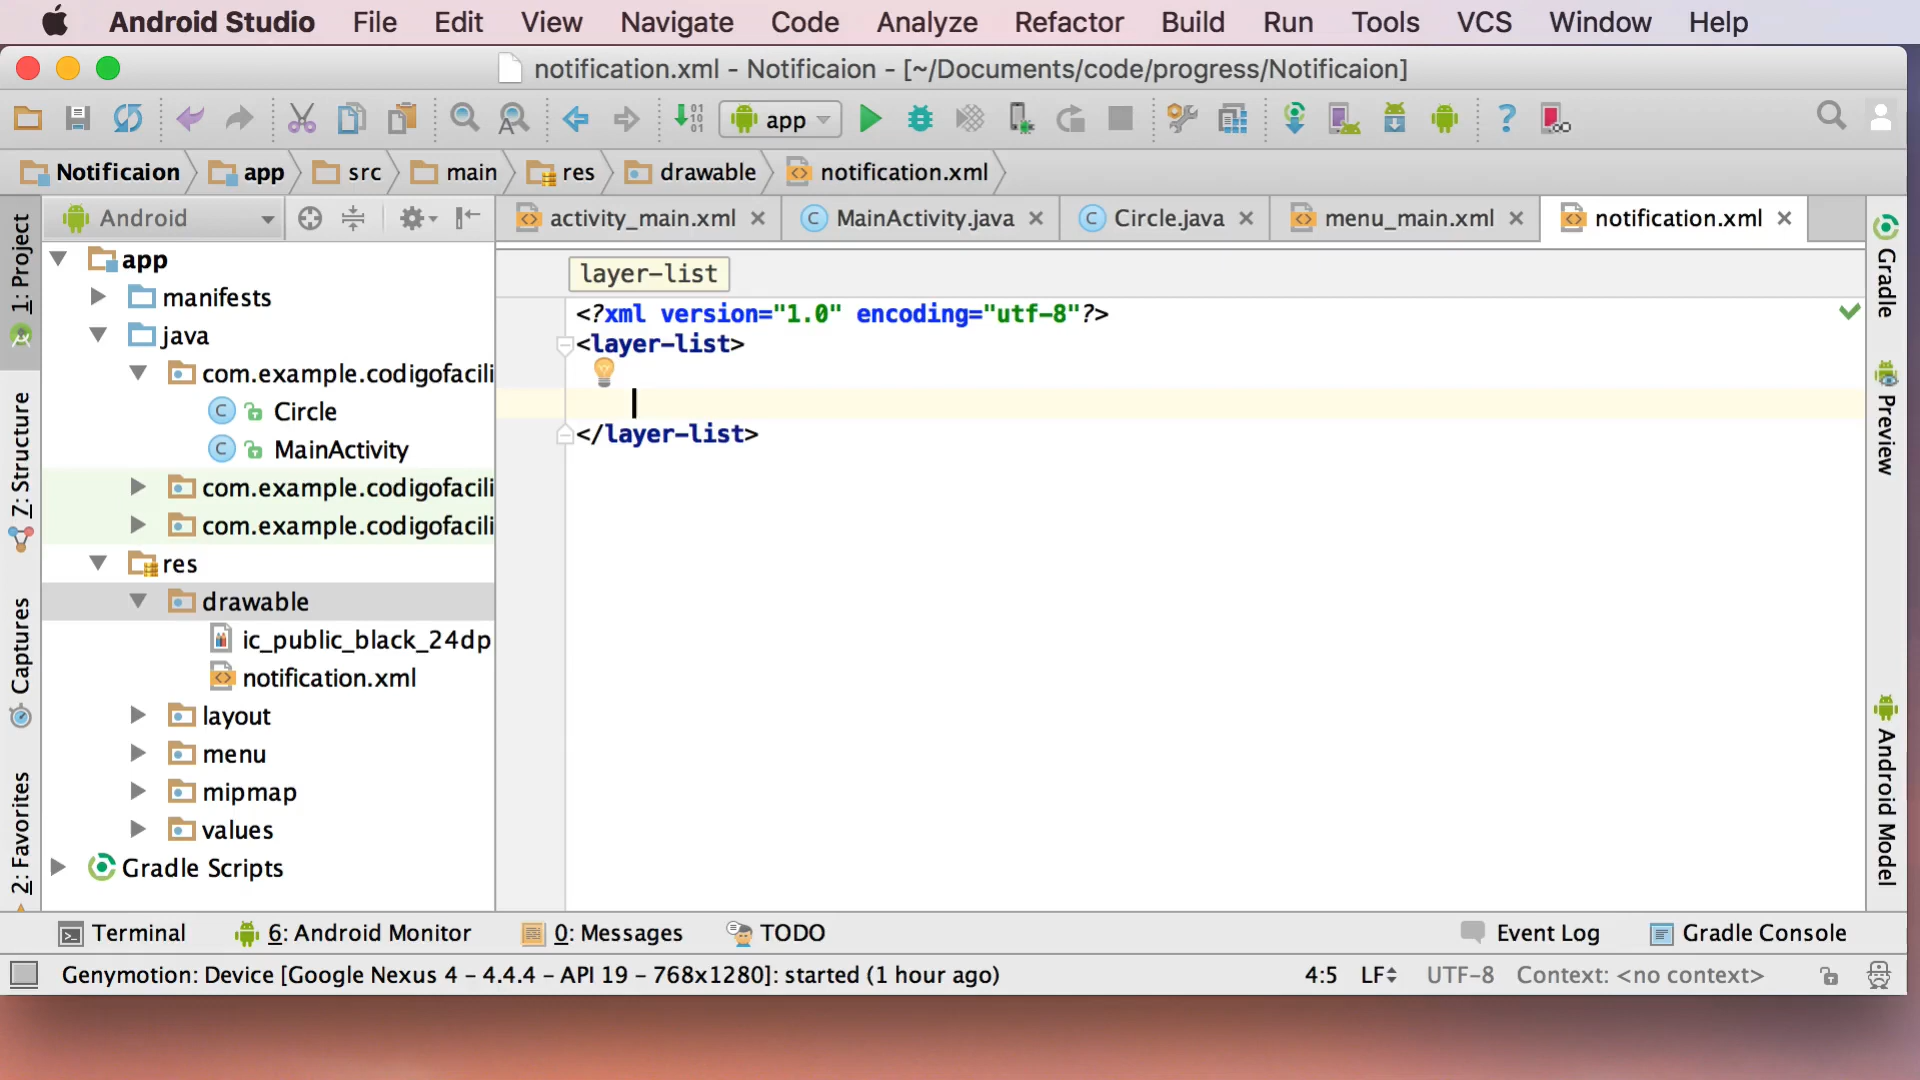 Android Studio File Edit View Navigate Code Analyze Refactor Build Run Tools VCS Window Help
notification.xml - Notificaion - [~/Documents/code/progress/Notificaion]
app
Notificaion app src main res drawable notification.xml
Android
activity_main.xml MainActivity.java Circle.java menu_main.xml notification.xml
1: Project
7: Structure
Captures
2: Favorites
app
manifests
java
com.example.codigofacili
Circle
MainActivity
com.example.codigofacili
com.example.codigofacili
res
drawable
ic_public_black_24dp
notification.xml
layout
menu
mipmap
values
Gradle Scripts
layer-list
<?xml version="1.0" encoding="utf-8"?>
<layer-list>
</layer-list>
Gradle
Preview
Android Model
Terminal 6: Android Monitor 0: Messages TODO Event Log Gradle Console
Genymotion: Device [Google Nexus 4 - 4.4.4 - API 19 - 768x1280]: started (1 hour ago) 4:5 LF UTF-8 Context: <no context>